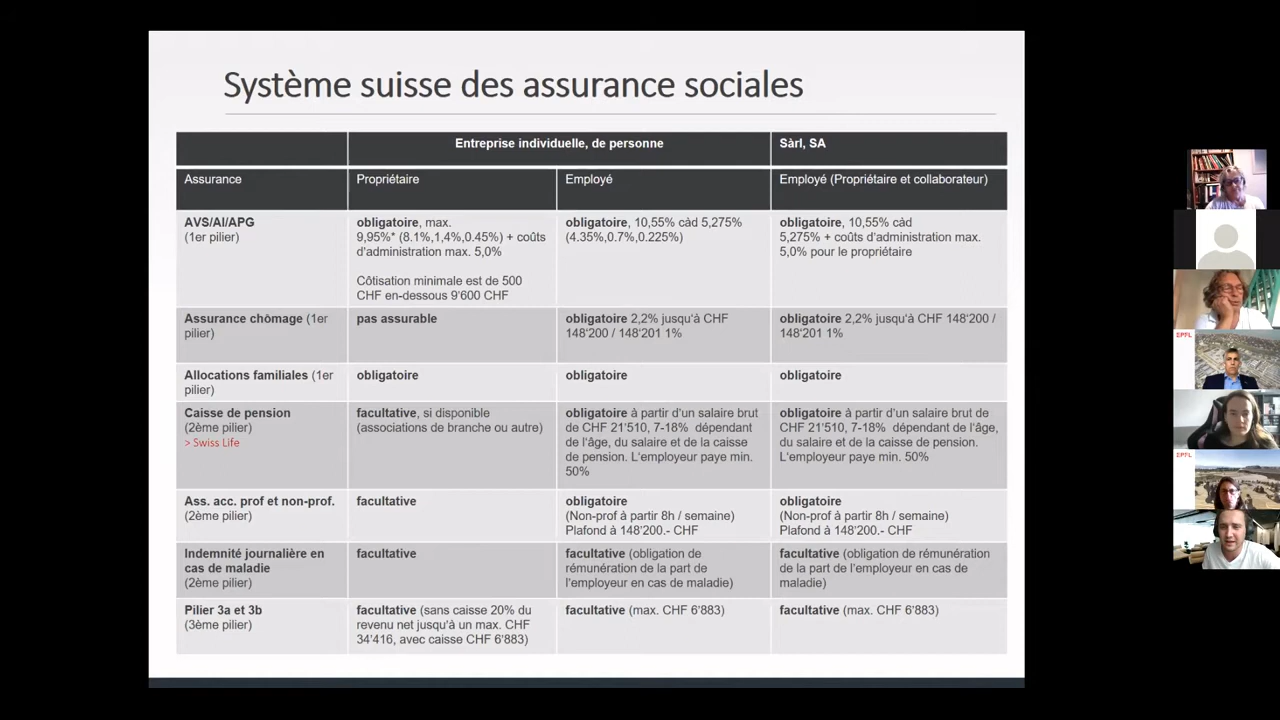 Système suisse des assurance sociales
Entreprise individuelle, de personne
Sàrl, SA
Assurance
Propriétaire
Employé
Employé (Propriétaire et collaborateur)
AVS/AI/APG
(1er pilier)
obligatoire, max.
9,95%* (8.1%,1,4%,0.45%) + coûts
d'administration max. 5,0%
Côtisation minimale est de 500
CHF en-dessous 9'600 CHF
obligatoire, 10,55% càd 5,275%
(4.35%,0.7%,0.225%)
obligatoire, 10,55% càd
5,275% + coûts d'administration max.
5,0% pour le propriétaire
Assurance chômage (1er
pilier)
pas assurable
obligatoire 2,2% jusqu'à CHF
148'200 / 148'201 1%
obligatoire 2,2% jusqu'à CHF 148'200 /
148'201 1%
Allocations familiales (1er
pilier)
obligatoire
obligatoire
obligatoire
Caisse de pension
(2ème pilier)
> Swiss Life
facultative, si disponible
(associations de branche ou autre)
obligatoire à partir d'un salaire brut
de CHF 21'510, 7-18% dépendant
de l'âge, du salaire et de la caisse
de pension. L'employeur paye min.
50%
obligatoire à partir d'un salaire brut de
CHF 21'510, 7-18% dépendant de l'âge,
du salaire et de la caisse de pension.
L'employeur paye min. 50%
Ass. acc. prof et non-prof.
(2ème pilier)
facultative
obligatoire
(Non-prof à partir 8h / semaine)
Plafond à 148'200.- CHF
obligatoire
(Non-prof à partir 8h / semaine)
Plafond à 148'200.- CHF
Indemnité journalière en
cas de maladie
(2ème pilier)
facultative
facultative (obligation de
rémunération de la part de
l'employeur en cas de maladie)
facultative (obligation de rémunération
de la part de l'employeur en cas de
maladie)
Pilier 3a et 3b
(3ème pilier)
facultative (sans caisse 20% du
revenu net jusqu'à un max. CHF
34'416, avec caisse CHF 6'883)
facultative (max. CHF 6'883)
facultative (max. CHF 6'883)
EPFL
EPFL